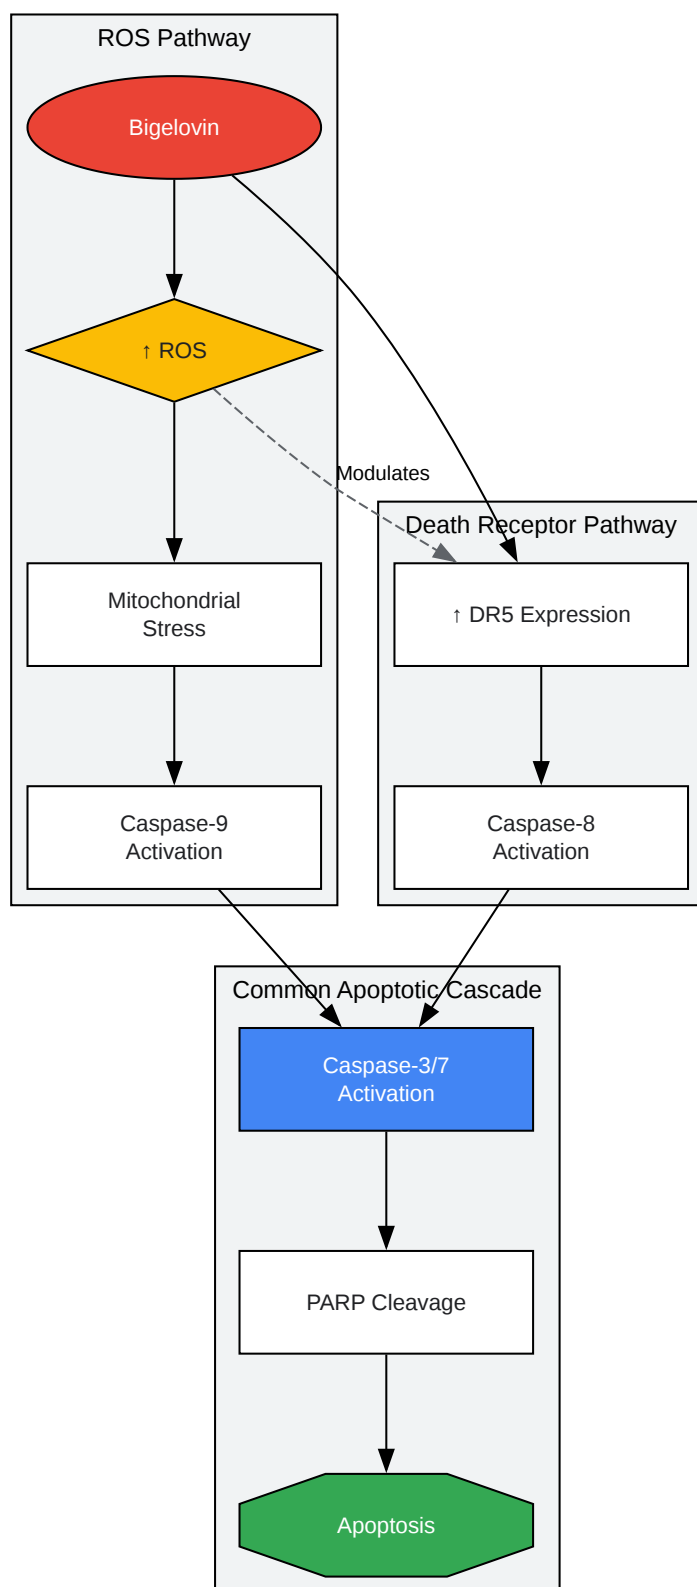 ROS Pathway
Bigelovin
↑ ROS
Modulates
Death Receptor Pathway
Mitochondrial
Stress
↑ DR5 Expression
Caspase-9
Activation
Caspase-8
Activation
Common Apoptotic Cascade
Caspase-3/7
Activation
PARP Cleavage
Apoptosis